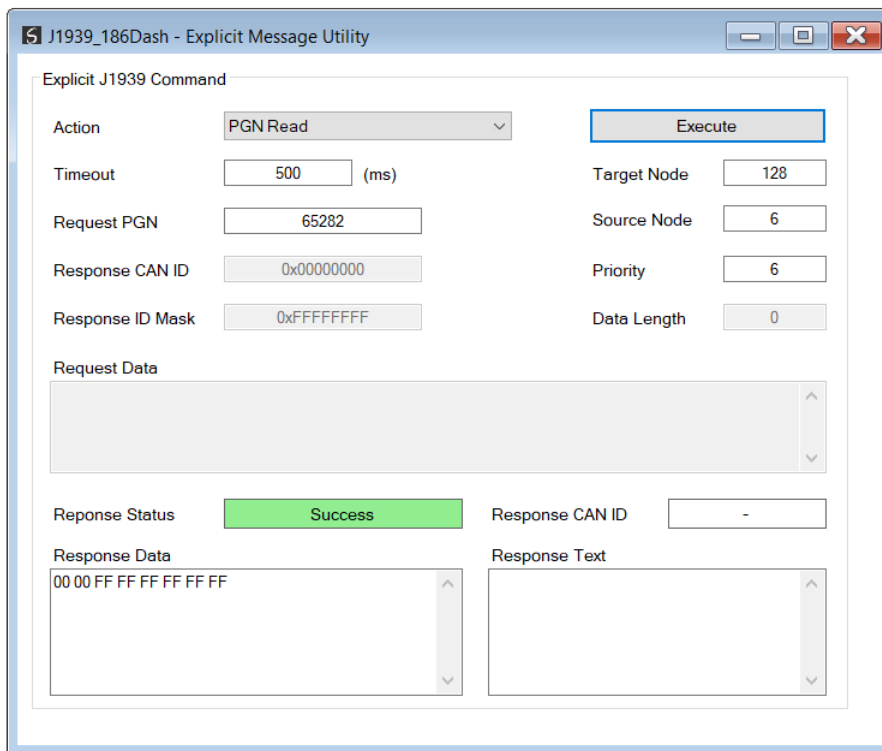 J1939_186Dash - Explicit Message Utility
Explicit J1939 Command
Action PGN Read Execute
Timeout 500 (ms) Target Node 128
Request PGN 65282 Source Node 6
Response CAN ID 0x00000000 Priority 6
Response ID Mask 0xFFFFFFFF Data Length 0
Request Data
Reponse Status Success Response CAN ID -
Response Data Response Text
00 00 FF FF FF FF FF FF